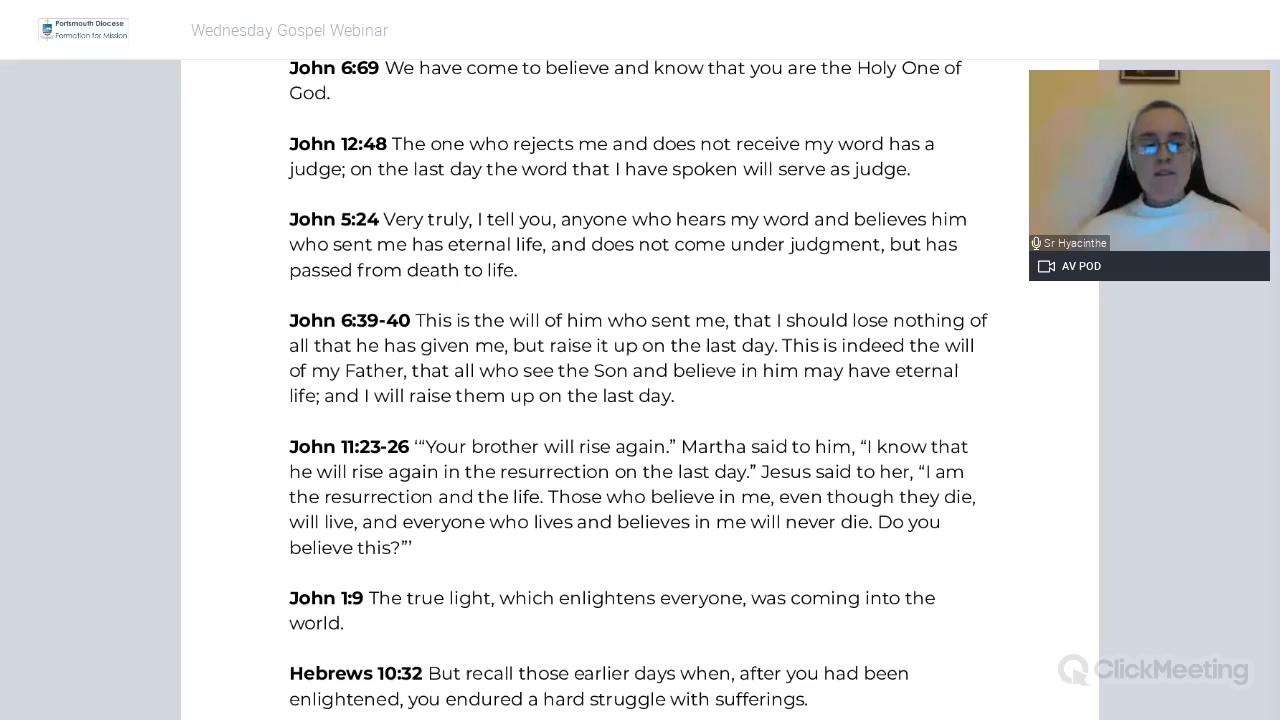 Portsmouth Diocese
Formation for Mission
Wednesday Gospel Webinar
John 6:69 We have come to believe and know that you are the Holy One of
God.
John 12:48 The one who rejects me and does not receive my word has a
judge; on the last day the word that I have spoken will serve as judge.
John 5:24 Very truly, I tell you, anyone who hears my word and believes him
who sent me has eternal life, and does not come under judgment, but has
passed from death to life.
John 6:39-40 This is the will of him who sent me, that I should lose nothing of
all that he has given me, but raise it up on the last day. This is indeed the will
of my Father, that all who see the Son and believe in him may have eternal
life; and I will raise them up on the last day.
John 11:23-26 ‘“Your brother will rise again.” Martha said to him, “I know that
he will rise again in the resurrection on the last day.” Jesus said to her, “I am
the resurrection and the life. Those who believe in me, even though they die,
will live, and everyone who lives and believes in me will never die. Do you
believe this?”’
John 1:9 The true light, which enlightens everyone, was coming into the
world.
Hebrews 10:32 But recall those earlier days when, after you had been
enlightened, you endured a hard struggle with sufferings.
Sr Hyacinthe
AV POD
ClickMeeting